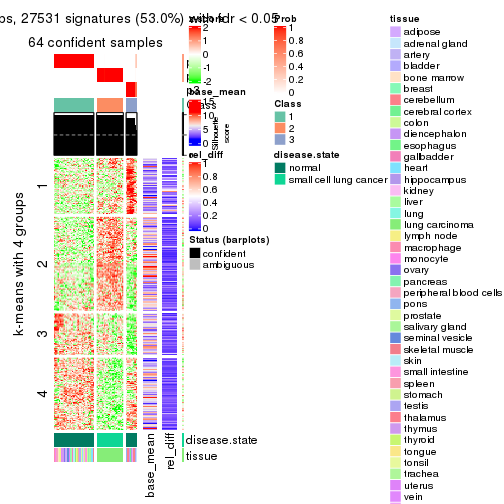 ps, 27531 signatures (53.0%) with fdr < 0.05
64 confident samples
k-means with 4 groups
1
2
3
4
disease.state
tissue
base_mean
rel_diff
2
1
0
-1
-2
base_mean
15
10
5
0
Silhouette
score
rel_diff
1
0.8
0.6
0.4
0.2
0
Status (barplots)
confident
ambiguous
Prob
1
0.8
0.6
0.4
0.2
0
Class
1
2
3
disease.state
normal
small cell lung cancer
tissue
adipose
adrenal gland
artery
bladder
bone marrow
breast
cerebellum
cerebral cortex
colon
diencephalon
esophagus
gallbadder
heart
hippocampus
kidney
liver
lung
lung carcinoma
lymph node
macrophage
monocyte
ovary
pancreas
peripheral blood cells
pons
prostate
salivary gland
seminal vesicle
skeletal muscle
skin
small intestine
spleen
stomach
testis
thalamus
thymus
thyroid
tongue
tonsil
trachea
uterus
vein